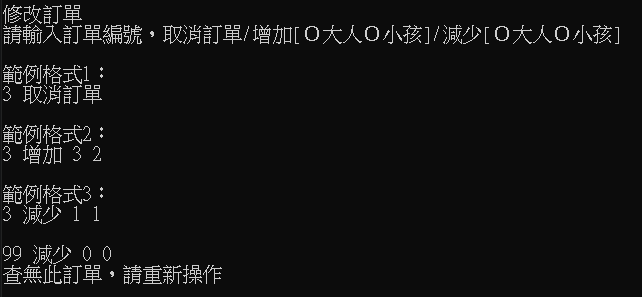 修改訂單
請輸入訂單編號，取消訂單/增加[Ｏ大人Ｏ小孩]/減少[Ｏ大人Ｏ小孩]
範例格式1：
3 取消訂單
範例格式2：
3 增加 3 2
範例格式3：
3 減少 1 1
99 減少 0 0
查無此訂單，請重新操作